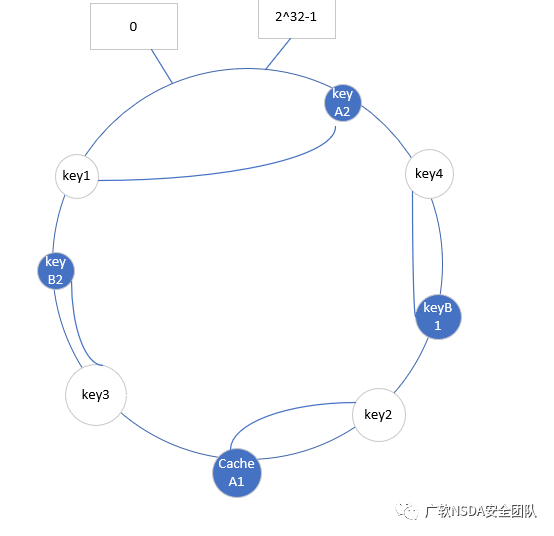 0
2^32-1
key
A2
key1
key4
key
B2
keyB
1
key3
key2
Cache
A1
广软NSDA安全团队